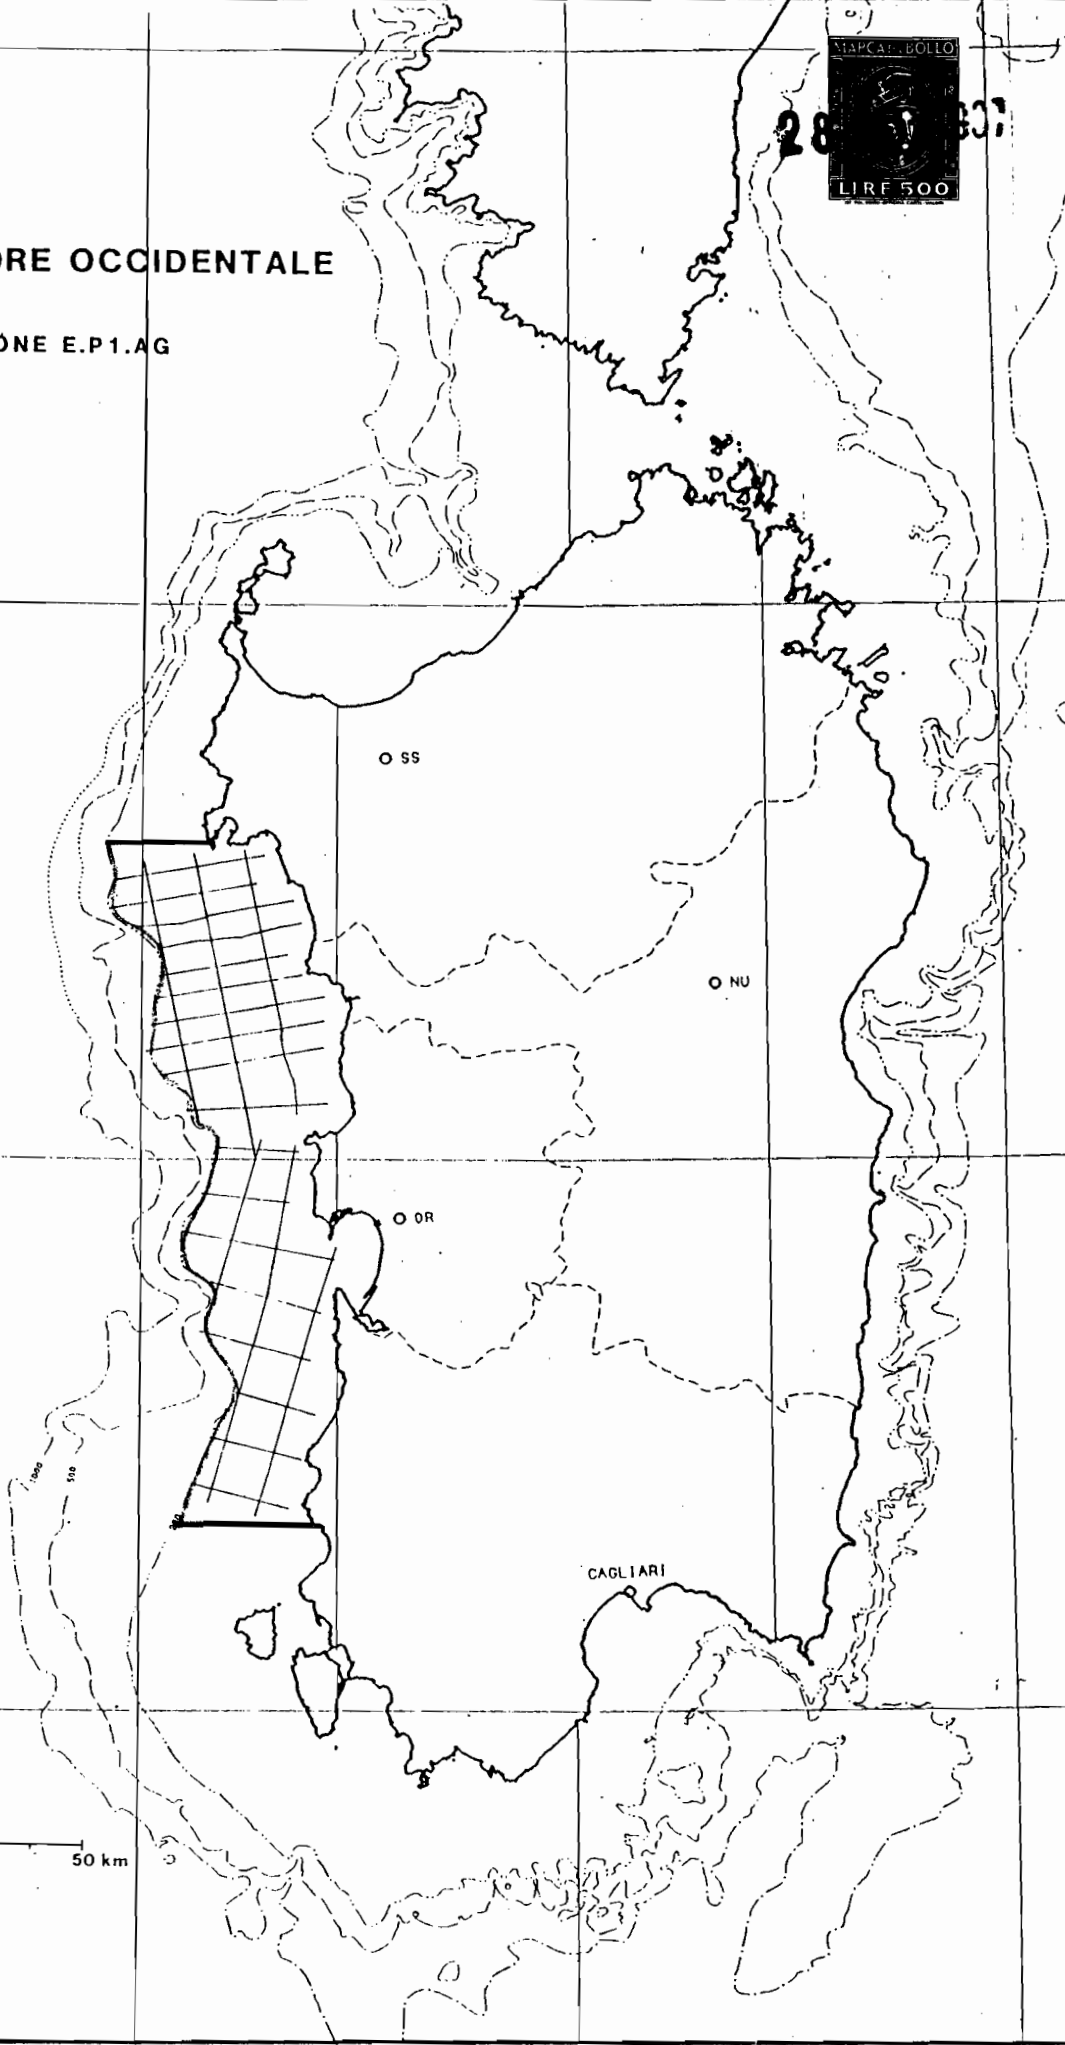 MARCA DA BOLLO
28
LIRE 500
ORE OCCIDENTALE
ONE E.P1.AG
SS
NU
OR
1000
500
200
CAGLIARI
50 km